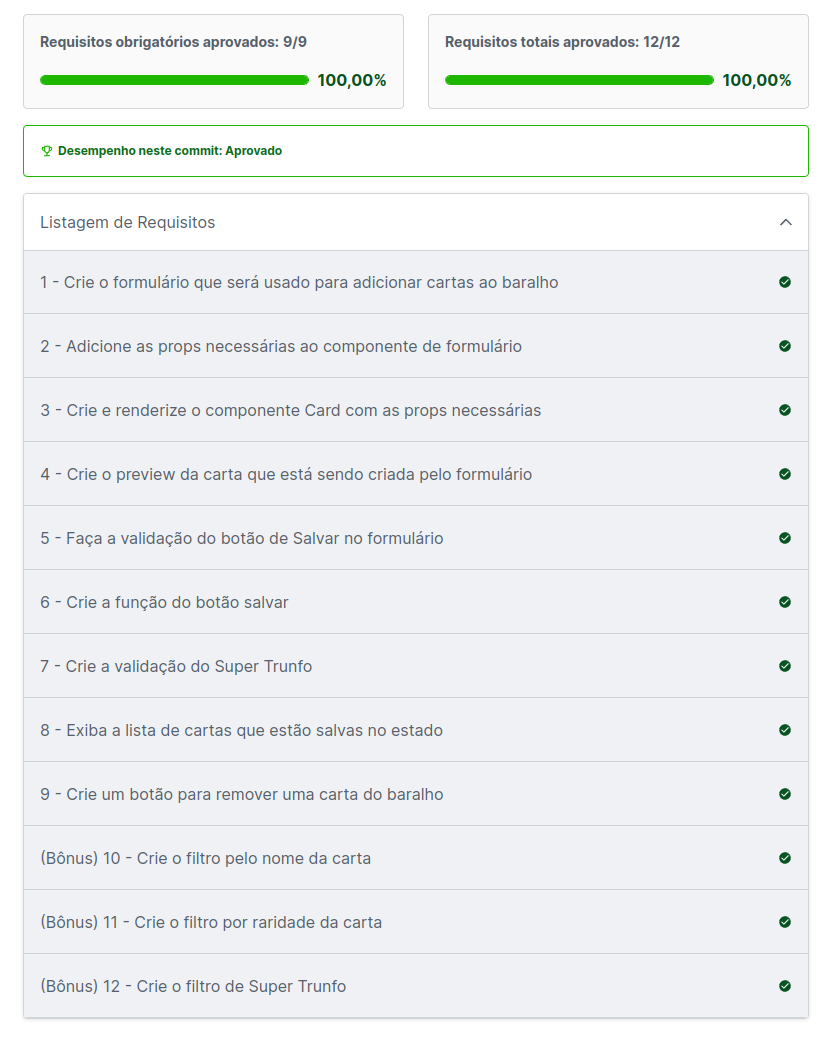 Requisitos obrigatórios aprovados: 9/9
100,00%
Requisitos totais aprovados: 12/12
100,00%
Desempenho neste commit: Aprovado
Listagem de Requisitos
1 - Crie o formulário que será usado para adicionar cartas ao baralho
2 - Adicione as props necessárias ao componente de formulário
3 - Crie e renderize o componente Card com as props necessárias
4 - Crie o preview da carta que está sendo criada pelo formulário
5 - Faça a validação do botão de Salvar no formulário
6 - Crie a função do botão salvar
7 - Crie a validação do Super Trunfo
8 - Exiba a lista de cartas que estão salvas no estado
9 - Crie um botão para remover uma carta do baralho
(Bônus) 10 - Crie o filtro pelo nome da carta
(Bônus) 11 - Crie o filtro por raridade da carta
(Bônus) 12 - Crie o filtro de Super Trunfo